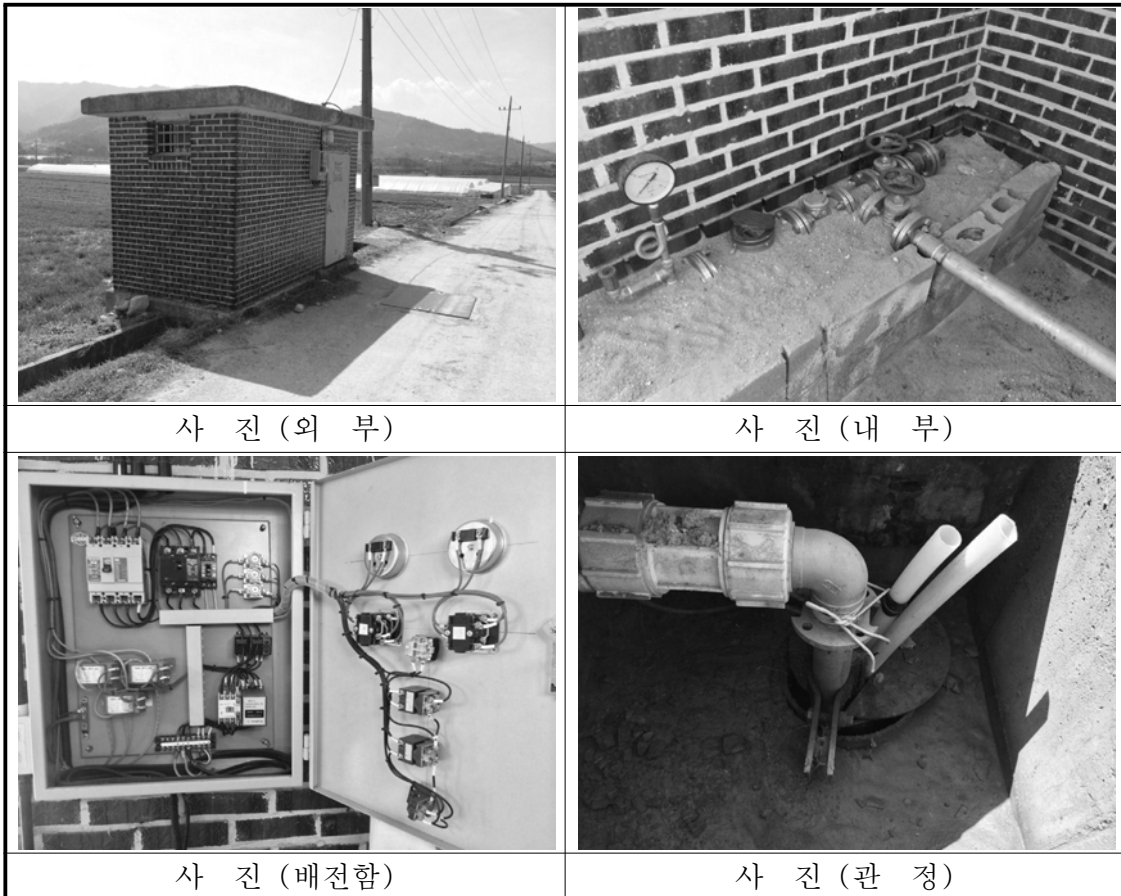 사 진 (외 부)
사 진 (내 부)
사 진 (배전함)
사 진 (관 정)